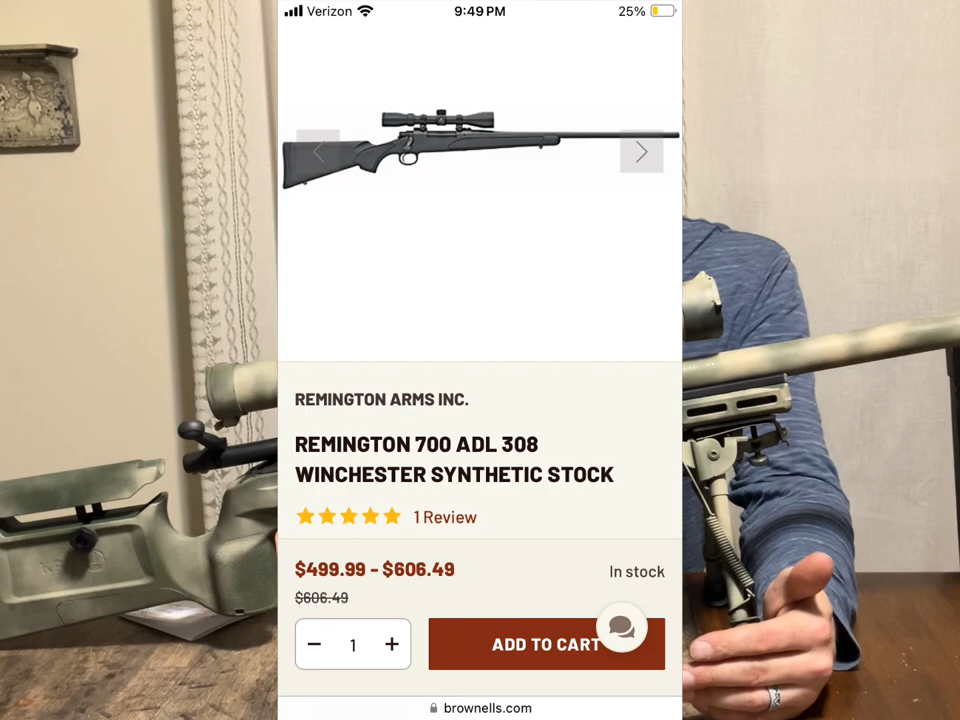 Verizon 9:49 PM 25%
REMINGTON ARMS INC.
REMINGTON 700 ADL 308
WINCHESTER SYNTHETIC STOCK
1 Review
$499.99 - $606.49
In stock
$606.49
− 1 + ADD TO CART
brownells.com